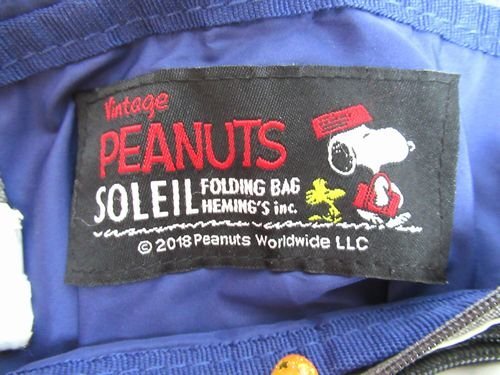 Vintage
PEANUTS
SOLEIL FOLDING BAG
HEMING'S inc.
© 2018 Peanuts Worldwide LLC